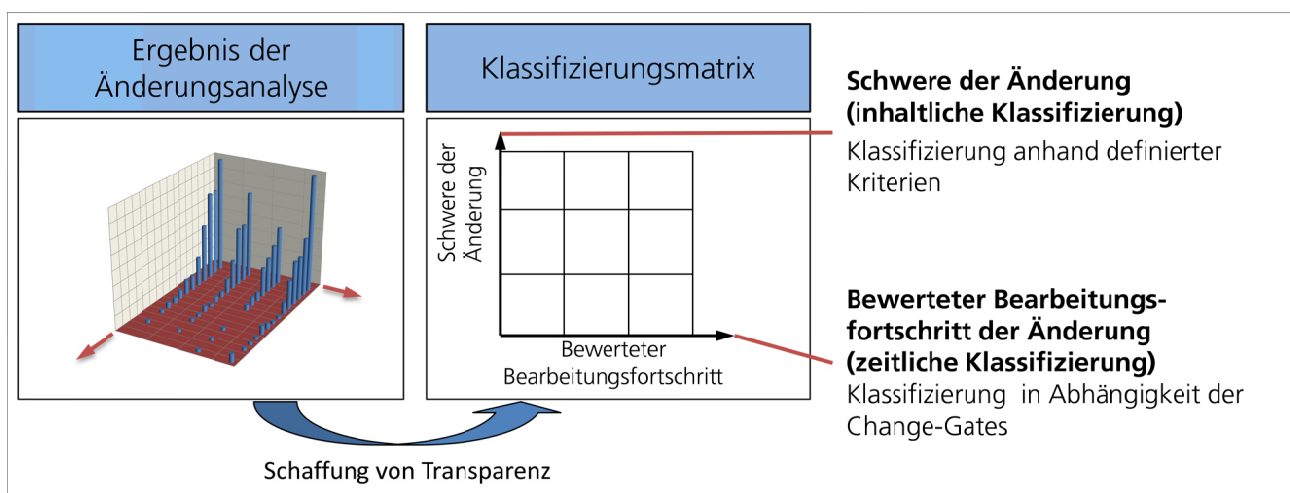 Ergebnis der
Änderungsanalyse
Klassifizierungsmatrix
Schwere der
Änderung
Bewerteter
Bearbeitungsfortschritt
Schwere der Änderung
(inhaltliche Klassifizierung)
Klassifizierung anhand definierter
Kriterien
Bewerteter Bearbeitungs-
fortschritt der Änderung
(zeitliche Klassifizierung)
Klassifizierung in Abhängigkeit der
Change-Gates
Schaffung von Transparenz